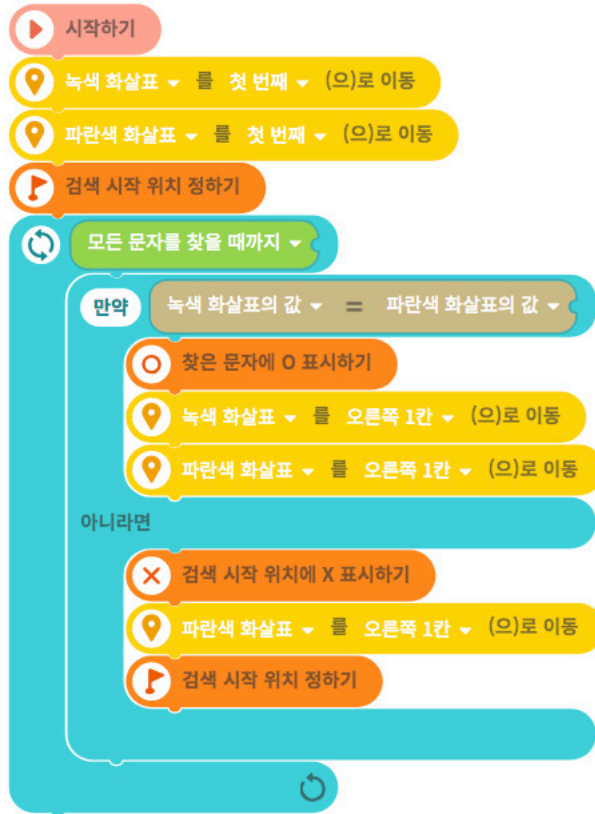 시작하기
녹색 화살표 를 첫 번째 (으)로 이동
파란색 화살표 를 첫 번째 (으)로 이동
검색 시작 위치 정하기
모든 문자를 찾을 때까지
만약 녹색 화살표의 값 = 파란색 화살표의 값
찾은 문자에 O 표시하기
녹색 화살표 를 오른쪽 1칸 (으)로 이동
파란색 화살표 를 오른쪽 1칸 (으)로 이동
아니라면
검색 시작 위치에 X 표시하기
파란색 화살표 를 오른쪽 1칸 (으)로 이동
검색 시작 위치 정하기